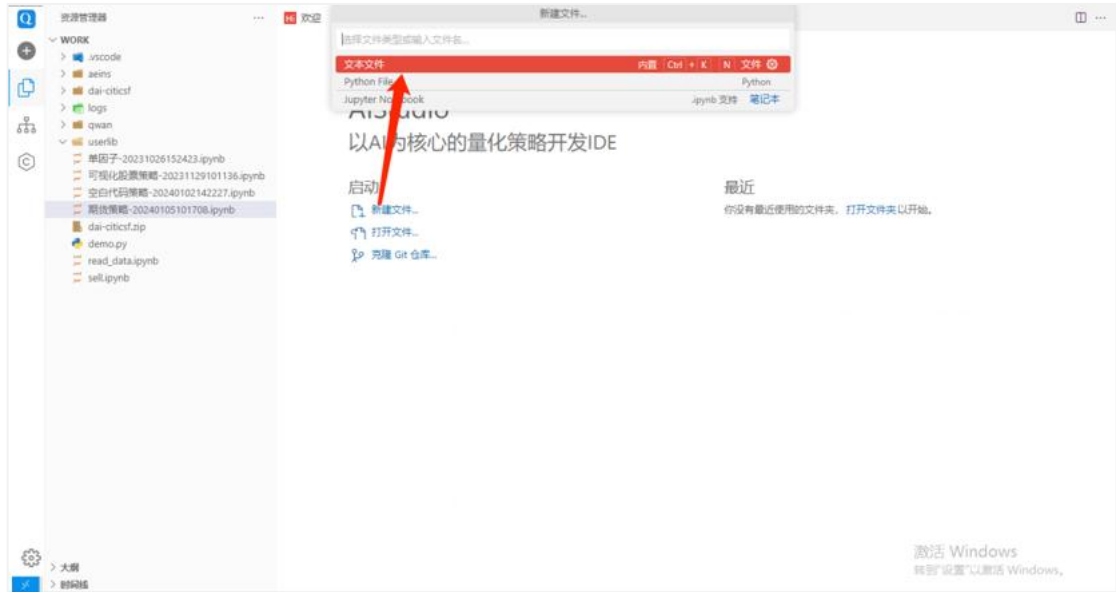 资源管理器 ...
WORK
.vscode
aeins
dai-citicsf
logs
qwan
userlib
单因子-20231026152423.ipynb
可视化股票策略-20231129101136.ipynb
空白代码策略-20240102142227.ipynb
期货策略-20240105101708.ipynb
dai-citicsf.zip
demo.py
read_data.ipynb
sell.ipynb
大纲
时间线
欢迎
新建文件...
选择文件类型或输入文件名...
文本文件 内置 Ctrl + K N 文件
Python File Python
Jupyter Notebook .ipynb 支持 笔记本
AIStudio
以AI为核心的量化策略开发IDE
启动
新建文件...
打开文件...
克隆 Git 仓库...
最近
你没有最近使用的文件夹，打开文件夹以开始。
激活 Windows
转到"设置"以激活 Windows。